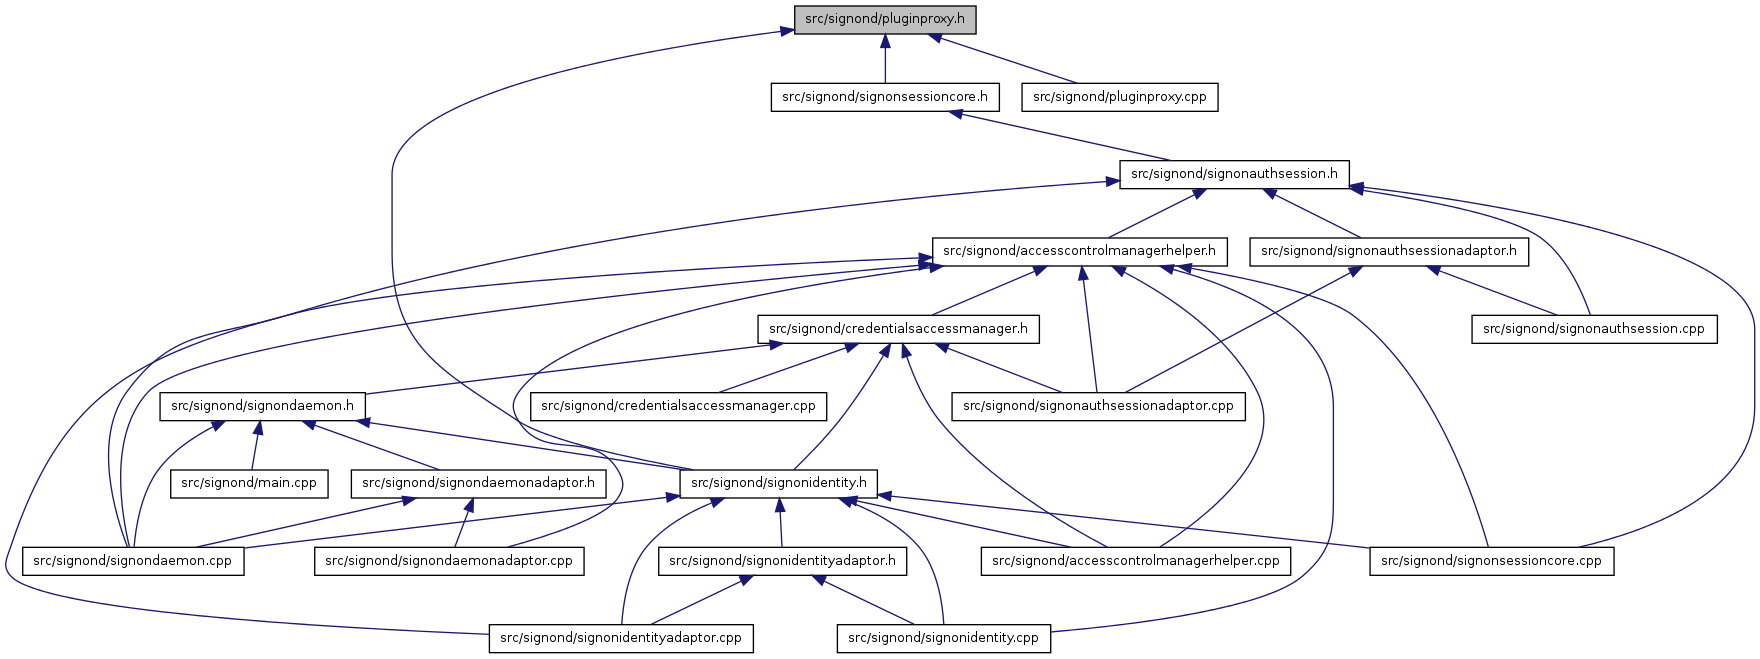 src/signond/pluginproxy.h
src/signond/signonsessioncore.h
src/signond/pluginproxy.cpp
src/signond/signonauthsession.h
src/signond/accesscontrolmanagerhelper.h
src/signond/signonauthsessionadaptor.h
src/signond/credentialsaccessmanager.h
src/signond/signonauthsession.cpp
src/signond/signondaemon.h
src/signond/credentialsaccessmanager.cpp
src/signond/signonauthsessionadaptor.cpp
src/signond/main.cpp
src/signond/signondaemonadaptor.h
src/signond/signonidentity.h
src/signond/signondaemon.cpp
src/signond/signondaemonadaptor.cpp
src/signond/signonidentityadaptor.h
src/signond/accesscontrolmanagerhelper.cpp
src/signond/signonsessioncore.cpp
src/signond/signonidentityadaptor.cpp
src/signond/signonidentity.cpp